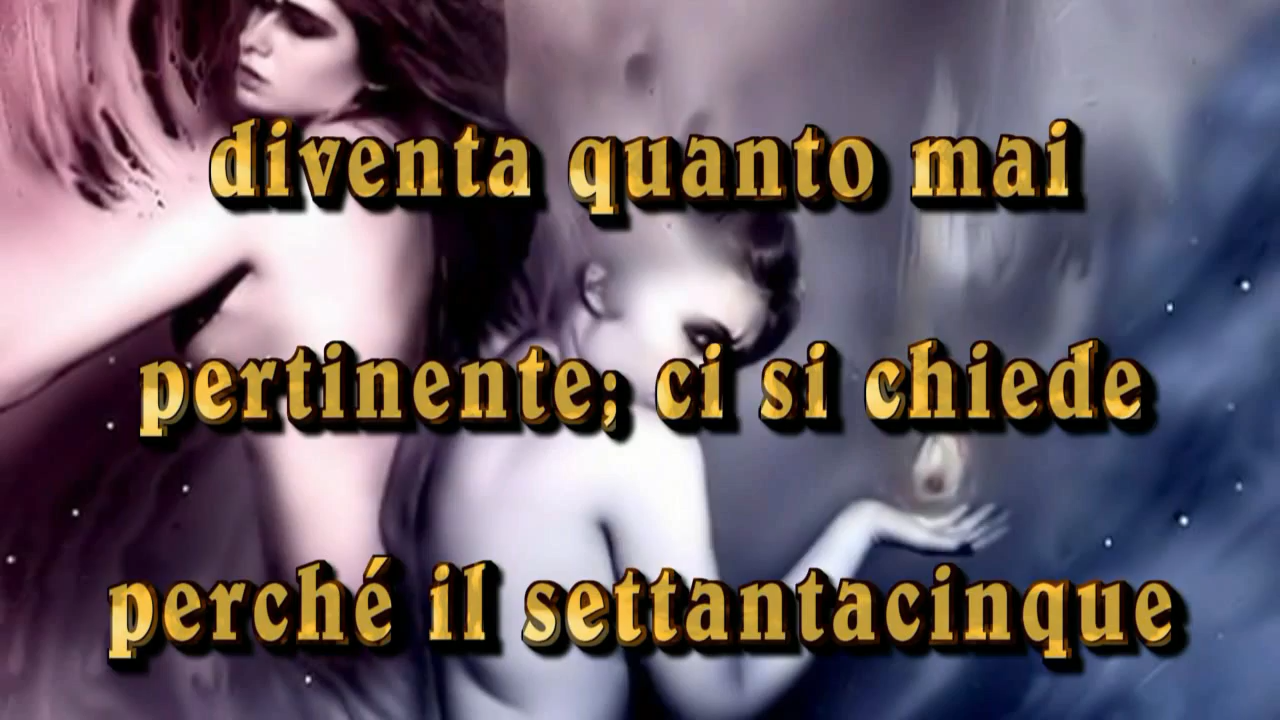 diventa quanto mai
pertinente; ci si chiede
perché il settantacinque